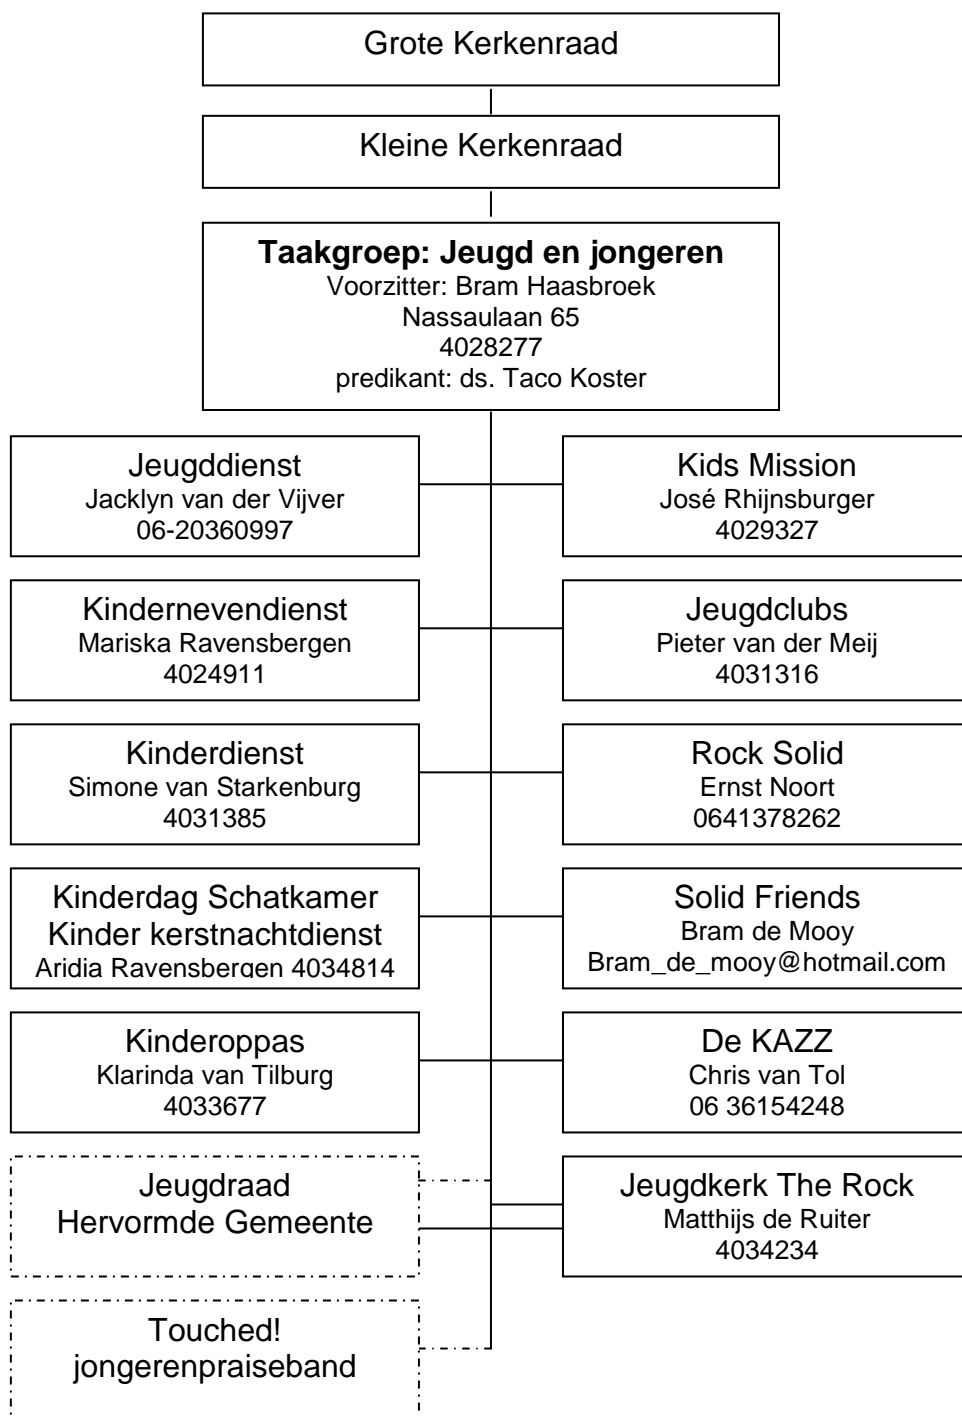 Grote Kerkenraad
Kleine Kerkenraad
Taakgroep: Jeugd en jongeren
Voorzitter: Bram Haasbroek
Nassaulaan 65
4028277
predikant: ds. Taco Koster
Jeugddienst
Jacklyn van der Vijver
06-20360997
Kids Mission
José Rhijnsburger
4029327
Kindernevendienst
Mariska Ravensbergen
4024911
Jeugdclubs
Pieter van der Meij
4031316
Kinderdienst
Simone van Starkenburg
4031385
Rock Solid
Ernst Noort
0641378262
Kinderdag Schatkamer
Kinder kerstnachtdienst
Aridia Ravensbergen 4034814
Solid Friends
Bram de Mooy
Bram_de_mooy@hotmail.com
Kinderoppas
Klarinda van Tilburg
4033677
De KAZZ
Chris van Tol
06 36154248
Jeugdraad
Hervormde Gemeente
Jeugdkerk The Rock
Matthijs de Ruiter
4034234
Touched!
jongerenpraiseband